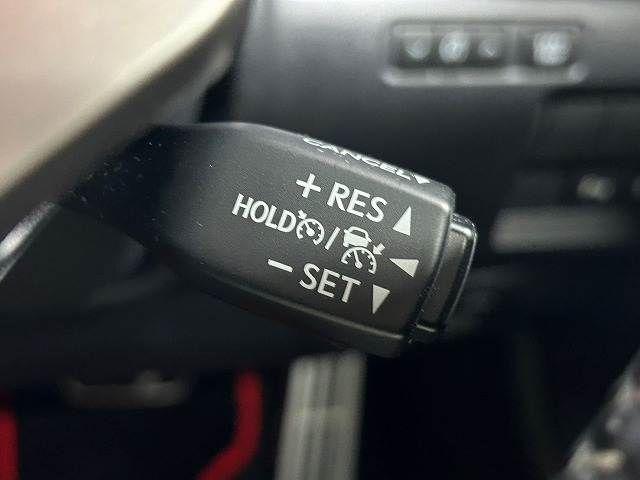 CANCEL
+ RES
HOLD /
− SET